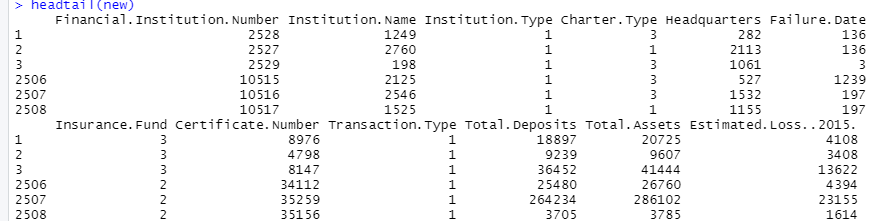 > headtail(new)
Financial.Institution.Number Institution.Name Institution.Type Charter.Type Headquarters Failure.Date
1 2528 1249 1 3 282 136
2 2527 2760 1 1 2113 136
3 2529 198 1 3 1061 3
2506 10515 2125 1 3 527 1239
2507 10516 2546 1 3 1532 197
2508 10517 1525 1 1 1155 197
Insurance.Fund Certificate.Number Transaction.Type Total.Deposits Total.Assets Estimated.Loss..2015.
1 3 8976 1 18897 20725 4108
2 3 4798 1 9239 9607 3408
3 3 8147 1 36452 41444 13622
2506 2 34112 1 25480 26760 4394
2507 2 35259 1 264234 286102 23155
2508 2 35156 1 3705 3785 1614